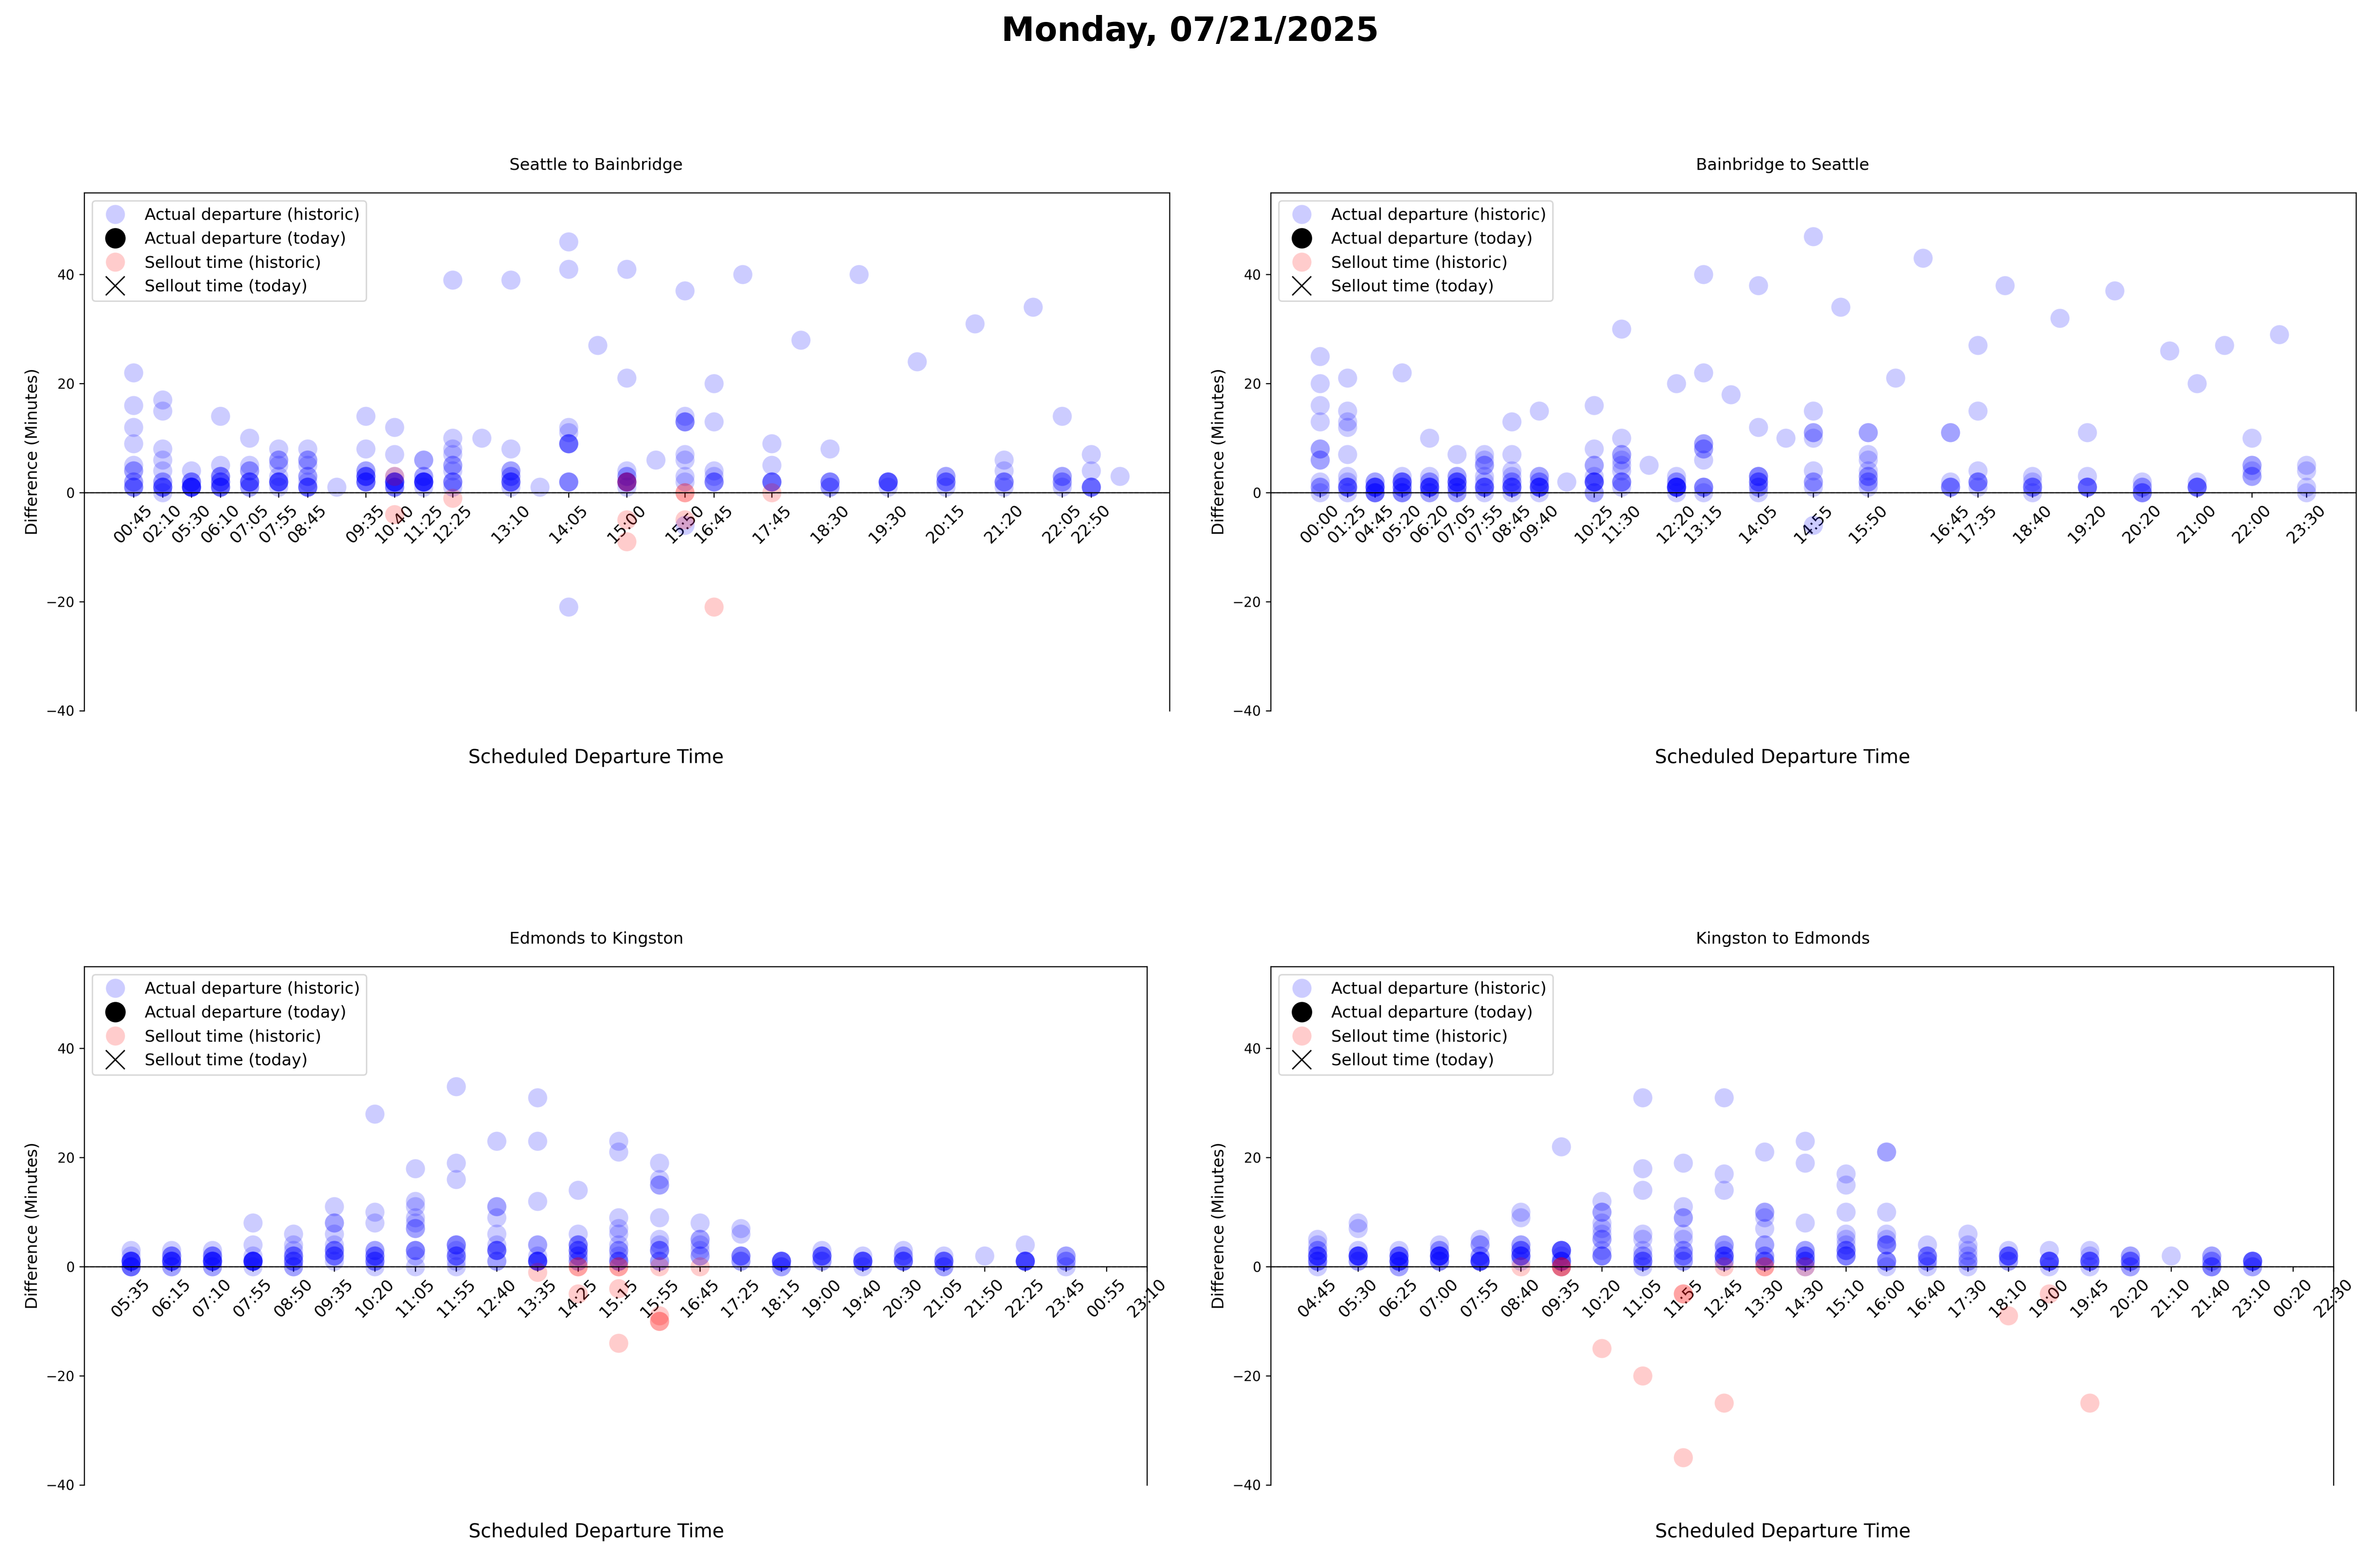 Monday, 07/21/2025
Seattle to Bainbridge
Actual departure (historic)
Actual departure (today)
Sellout time (historic)
Sellout time (today)
Difference (Minutes)
40
20
0
−20
−40
00:45 02:10 05:30 06:10 07:05 07:55 08:45 09:35 10:40 11:25 12:25 13:10 14:05 15:00 15:50 16:45 17:45 18:30 19:30 20:15 21:20 22:05 22:50
Scheduled Departure Time
Bainbridge to Seattle
Actual departure (historic)
Actual departure (today)
Sellout time (historic)
Sellout time (today)
Difference (Minutes)
40
20
0
−20
−40
00:00 01:25 04:45 05:20 06:20 07:05 07:55 08:45 09:40 10:25 11:30 12:20 13:15 14:05 14:55 15:50 16:45 17:35 18:40 19:20 20:20 21:00 22:00 23:30
Scheduled Departure Time
Edmonds to Kingston
Actual departure (historic)
Actual departure (today)
Sellout time (historic)
Sellout time (today)
Difference (Minutes)
40
20
0
−20
−40
05:35 06:15 07:10 07:55 08:50 09:35 10:20 11:05 11:55 12:40 13:35 14:25 15:15 15:55 16:45 17:25 18:15 19:00 19:40 20:30 21:05 21:50 22:25 23:45 00:55 23:10
Scheduled Departure Time
Kingston to Edmonds
Actual departure (historic)
Actual departure (today)
Sellout time (historic)
Sellout time (today)
Difference (Minutes)
40
20
0
−20
−40
04:45 05:30 06:25 07:00 07:55 08:40 09:35 10:20 11:05 11:55 12:45 13:30 14:30 15:10 16:00 16:40 17:30 18:10 19:00 19:45 20:20 21:10 21:40 23:10 00:20 22:30
Scheduled Departure Time